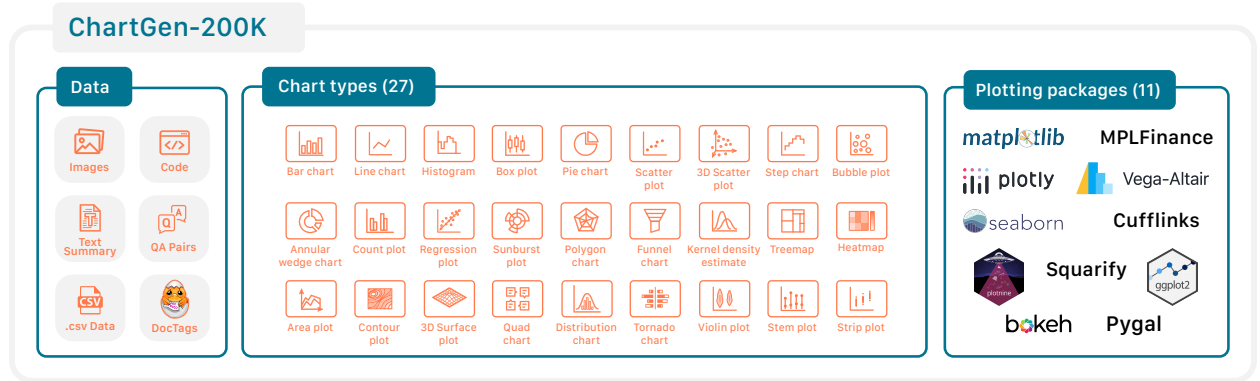 ChartGen-200K
Data
Images
Code
Text
Summary
QA Pairs
Q
A
CSV
.csv Data
DocTags
Chart types (27)
Bar chart
Line chart
Histogram
Box plot
Pie chart
Scatter
plot
3D Scatter
plot
Step chart
Bubble plot
Annular
wedge chart
Count plot
Regression
plot
Sunburst
plot
Polygon
chart
Funnel
chart
Kernel density
estimate
Treemap
Heatmap
Area plot
Contour
plot
3D Surface
plot
Quad
chart
Distribution
chart
Tornado
chart
Violin plot
Stem plot
Strip plot
Plotting packages (11)
matplotlib
MPLFinance
plotly
Vega-Altair
seaborn
Cufflinks
plotnine
Squarify
ggplot2
bokeh
Pygal